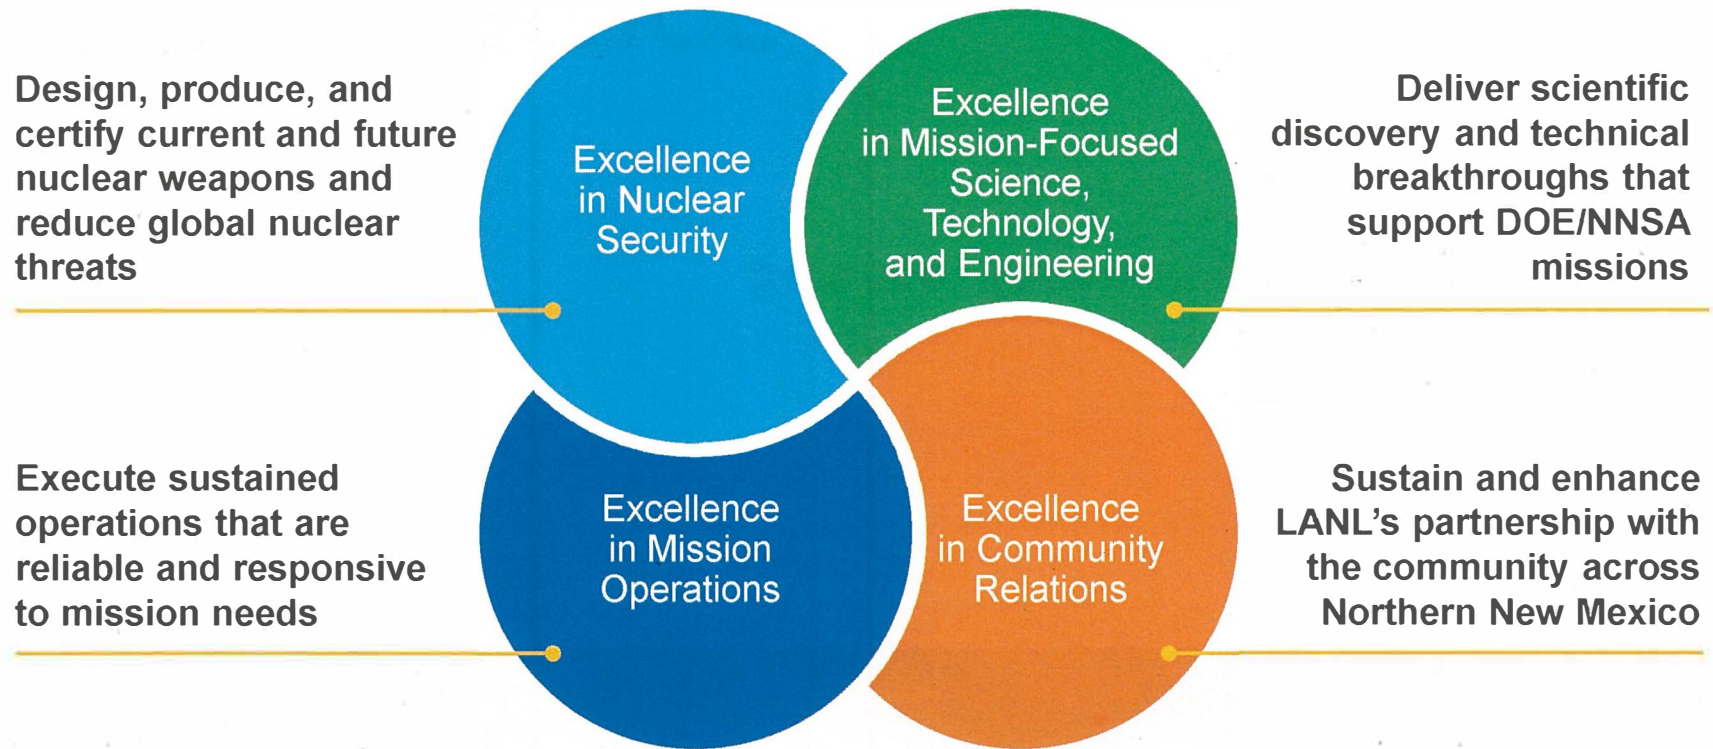 Design, produce, and
certify current and future
nuclear weapons and
reduce global nuclear
threats
Excellence
in Nuclear
Security
Excellence
in Mission-Focused
Science,
Technology,
and Engineering
Deliver scientific
discovery and technical
breakthroughs that
support DOE/NNSA
missions
Execute sustained
operations that are
reliable and responsive
to mission needs
Excellence
in Mission
Operations
Excellence
in Community
Relations
Sustain and enhance
LANL’s partnership with
the community across
Northern New Mexico